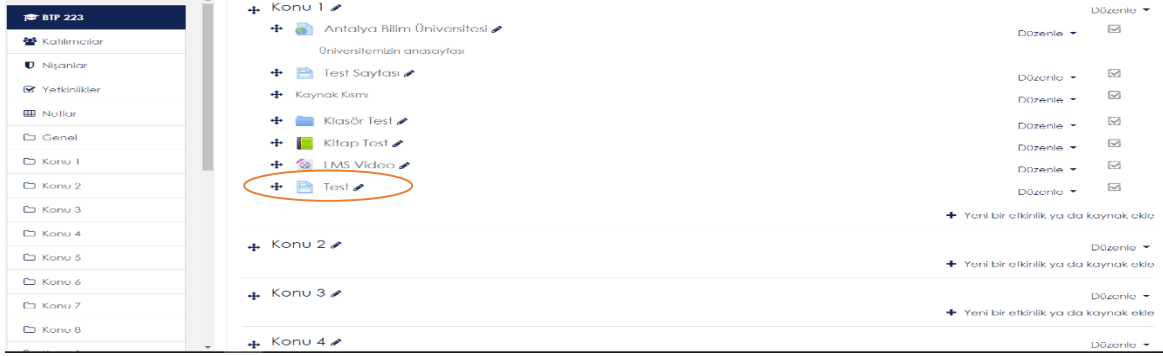 BTP 223
Katılımcılar
Nişanlar
Yetkinlikler
Notlar
Genel
Konu 1
Konu 2
Konu 3
Konu 4
Konu 5
Konu 6
Konu 7
Konu 8
Konu 1
Düzenle
Antalya Bilim Üniversitesi
Düzenle
Üniversitemizin anasayfası
Test Sayfası
Düzenle
Kaynak Kısmı
Düzenle
Klasör Test
Düzenle
Kitap Test
Düzenle
LMS Video
Düzenle
Test
Düzenle
Yeni bir etkinlik ya da kaynak ekle
Konu 2
Düzenle
Yeni bir etkinlik ya da kaynak ekle
Konu 3
Düzenle
Yeni bir etkinlik ya da kaynak ekle
Konu 4
Düzenle